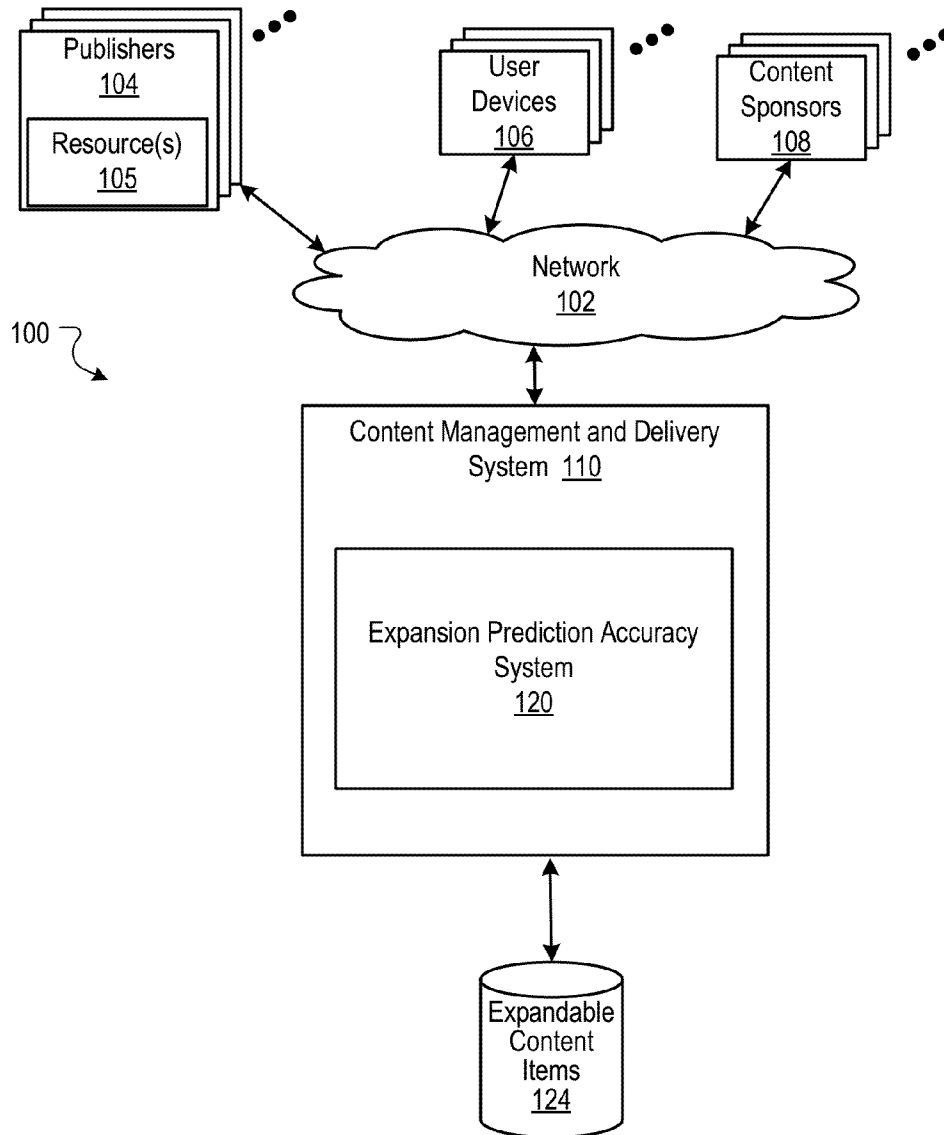 Publishers
104
Resource(s)
105
User
Devices
106
Content
Sponsors
108
Network
102
100
Content Management and Delivery
System 110
Expansion Prediction Accuracy
System
120
Expandable
Content
Items
124